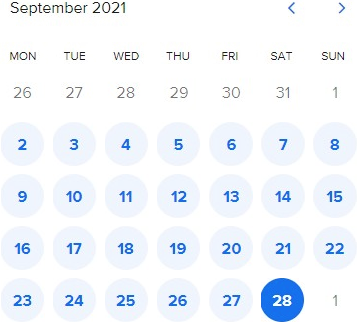 September 2021
MON TUE WED THU FRI SAT SUN
26 27 28 29 30 31 1
2 3 4 5 6 7 8
9 10 11 12 13 14 15
16 17 18 19 20 21 22
23 24 25 26 27 28 1